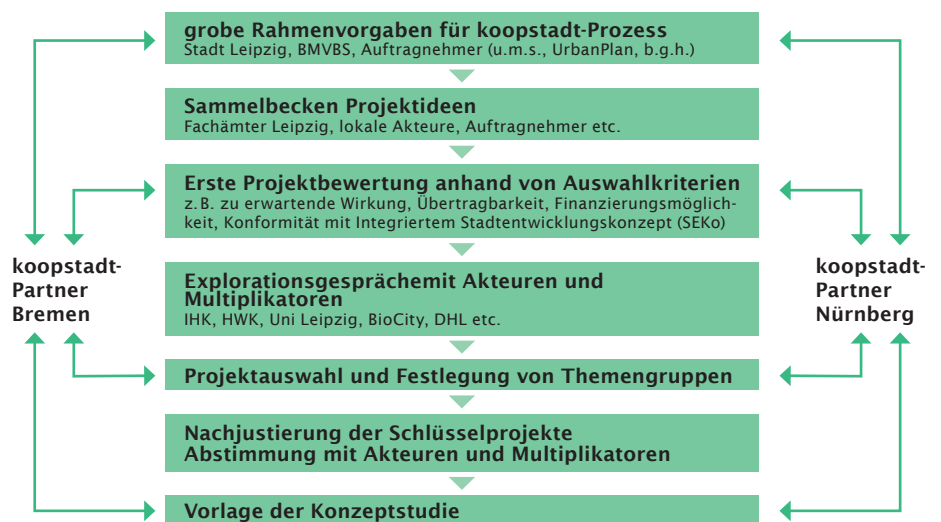 grobe Rahmenvorgaben für koopstadt-Prozess
Stadt Leipzig, BMVBS, Auftragnehmer (u.m.s., UrbanPlan, b.g.h.)
Sammelbecken Projektideen
Fachämter Leipzig, lokale Akteure, Auftragnehmer etc.
Erste Projektbewertung anhand von Auswahlkriterien
z.B. zu erwartende Wirkung, Übertragbarkeit, Finanzierungsmöglich-
keit, Konformität mit Integriertem Stadtentwicklungskonzept (SEKo)
koopstadt-
Partner
Bremen
Explorationsgesprächemit Akteuren und
Multiplikatoren
IHK, HWK, Uni Leipzig, BioCity, DHL etc.
koopstadt-
Partner
Nürnberg
Projektauswahl und Festlegung von Themengruppen
Nachjustierung der Schlüsselprojekte
Abstimmung mit Akteuren und Multiplikatoren
Vorlage der Konzeptstudie